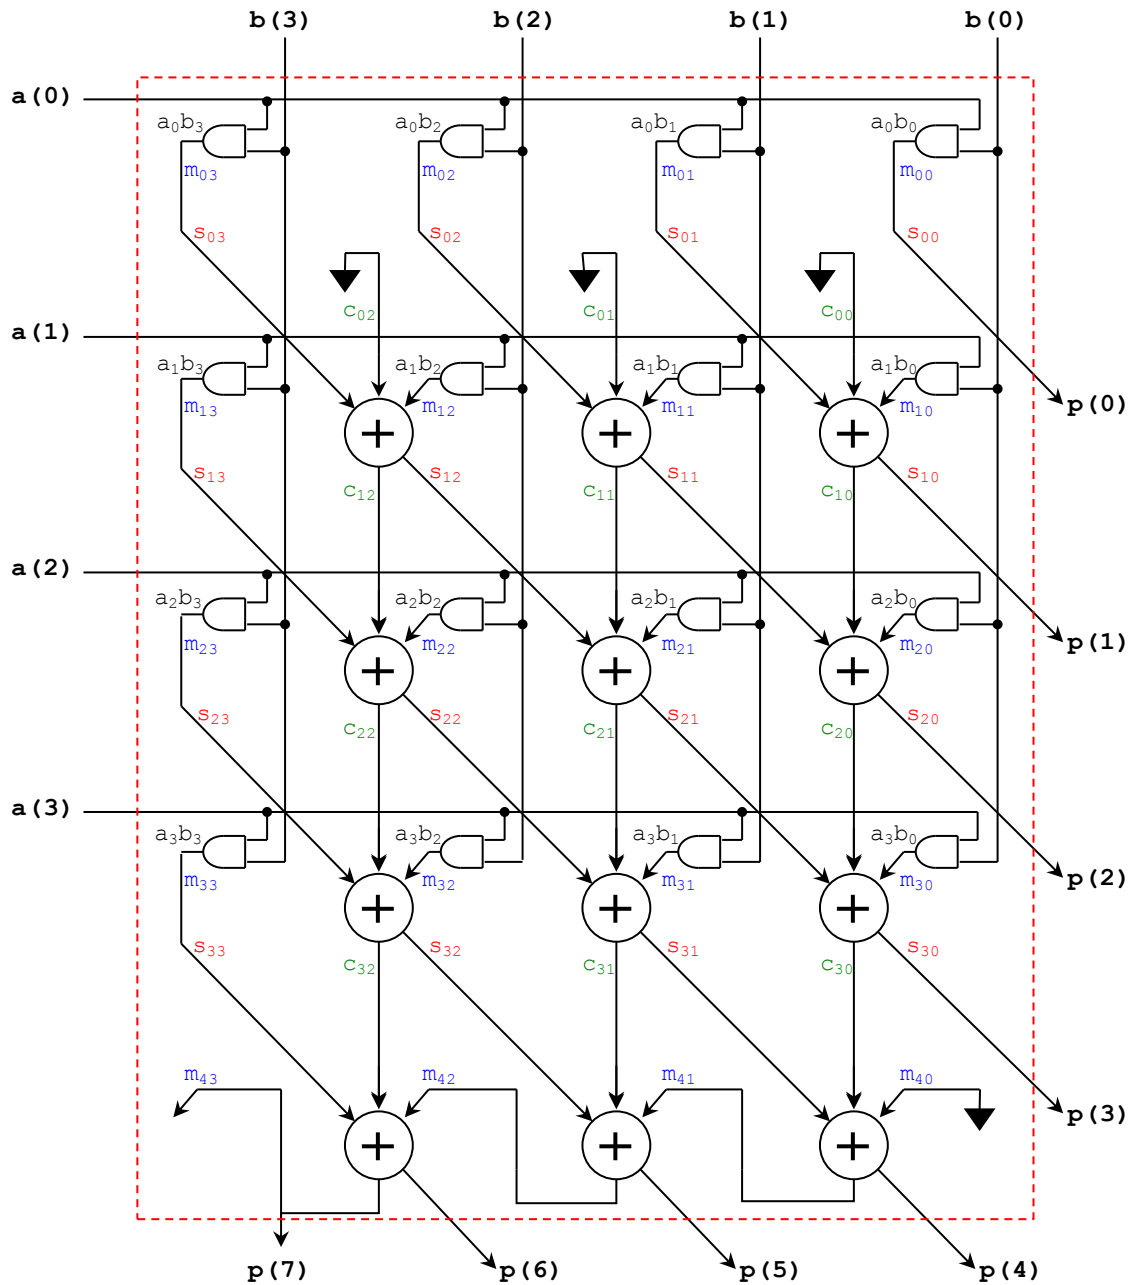 b(3) b(2) b(1) b(0)
a(0)
a₀b₃ a₀b₂ a₀b₁ a₀b₀
m₀₃ m₀₂ m₀₁ m₀₀
s₀₃ s₀₂ s₀₁ s₀₀
c₀₂ c₀₁ c₀₀
a(1)
a₁b₃ a₁b₂ a₁b₁ a₁b₀
m₁₃ m₁₂ m₁₁ m₁₀ p(0)
+ + +
s₁₃ s₁₂ s₁₁ s₁₀
c₁₂ c₁₁ c₁₀
a(2)
a₂b₃ a₂b₂ a₂b₁ a₂b₀
m₂₃ m₂₂ m₂₁ m₂₀ p(1)
+ + +
s₂₃ s₂₂ s₂₁ s₂₀
c₂₂ c₂₁ c₂₀
a(3)
a₃b₃ a₃b₂ a₃b₁ a₃b₀
m₃₃ m₃₂ m₃₁ m₃₀ p(2)
+ + +
s₃₃ s₃₂ s₃₁ s₃₀
c₃₂ c₃₁ c₃₀
m₄₃ m₄₂ m₄₁ m₄₀
p(3)
+ + +
p(7) p(6) p(5) p(4)